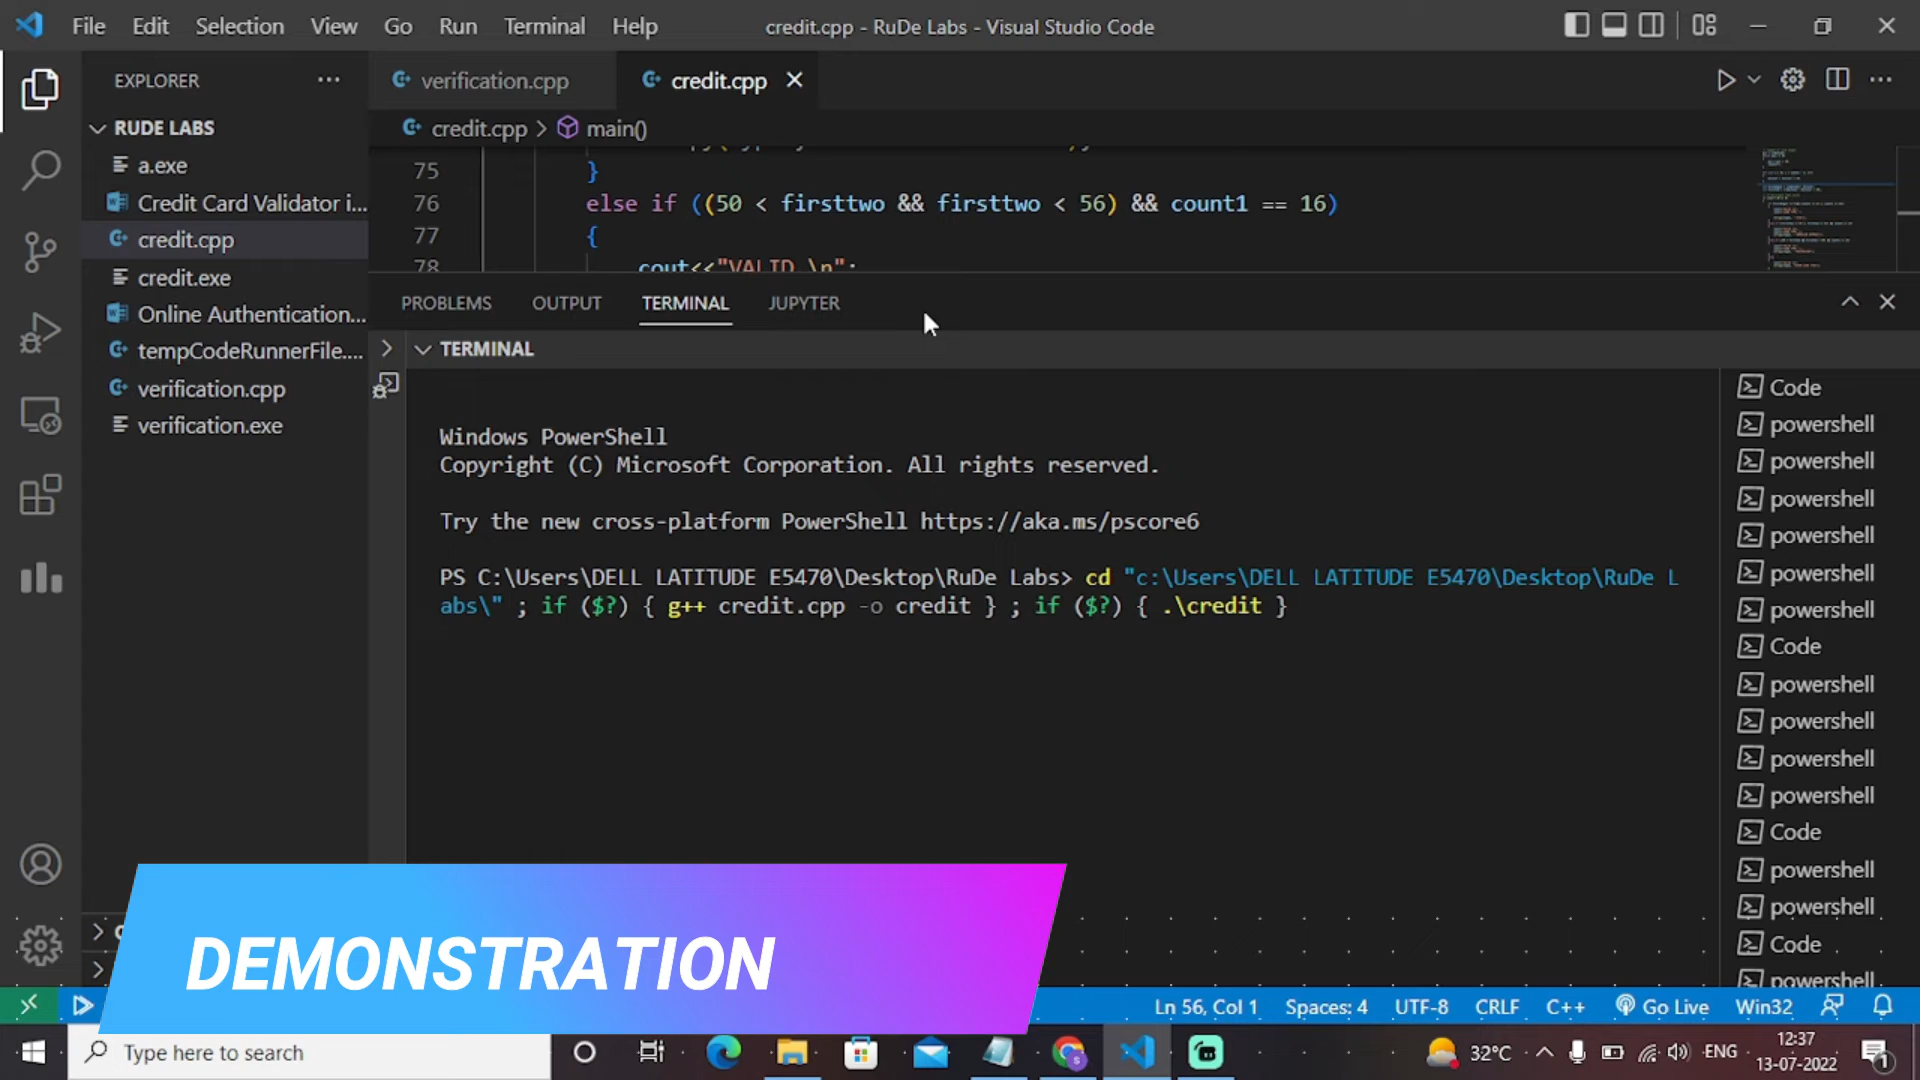 File Edit Selection View Go Run Terminal Help
credit.cpp - RuDe Labs - Visual Studio Code
EXPLORER
RUDE LABS
a.exe
Credit Card Validator i...
credit.cpp
credit.exe
Online Authentication...
tempCodeRunnerFile....
verification.cpp
verification.exe
verification.cpp
credit.cpp
credit.cpp > main()
75 }
76 else if ((50 < firsttwo && firsttwo < 56) && count1 == 16)
77 {
78 cout<<"VALID \n";
PROBLEMS OUTPUT TERMINAL JUPYTER
TERMINAL
Windows PowerShell
Copyright (C) Microsoft Corporation. All rights reserved.
Try the new cross-platform PowerShell https://aka.ms/pscore6
PS C:\Users\DELL LATITUDE E5470\Desktop\RuDe Labs> cd "c:\Users\DELL LATITUDE E5470\Desktop\RuDe L
abs\" ; if ($?) { g++ credit.cpp -o credit } ; if ($?) { .\credit }
Code
powershell
powershell
powershell
powershell
powershell
powershell
Code
powershell
powershell
powershell
powershell
Code
powershell
powershell
Code
powershell
DEMONSTRATION
Ln 56, Col 1 Spaces: 4 UTF-8 CRLF C++ Go Live Win32
Type here to search
32°C
ENG
12:37
13-07-2022
1